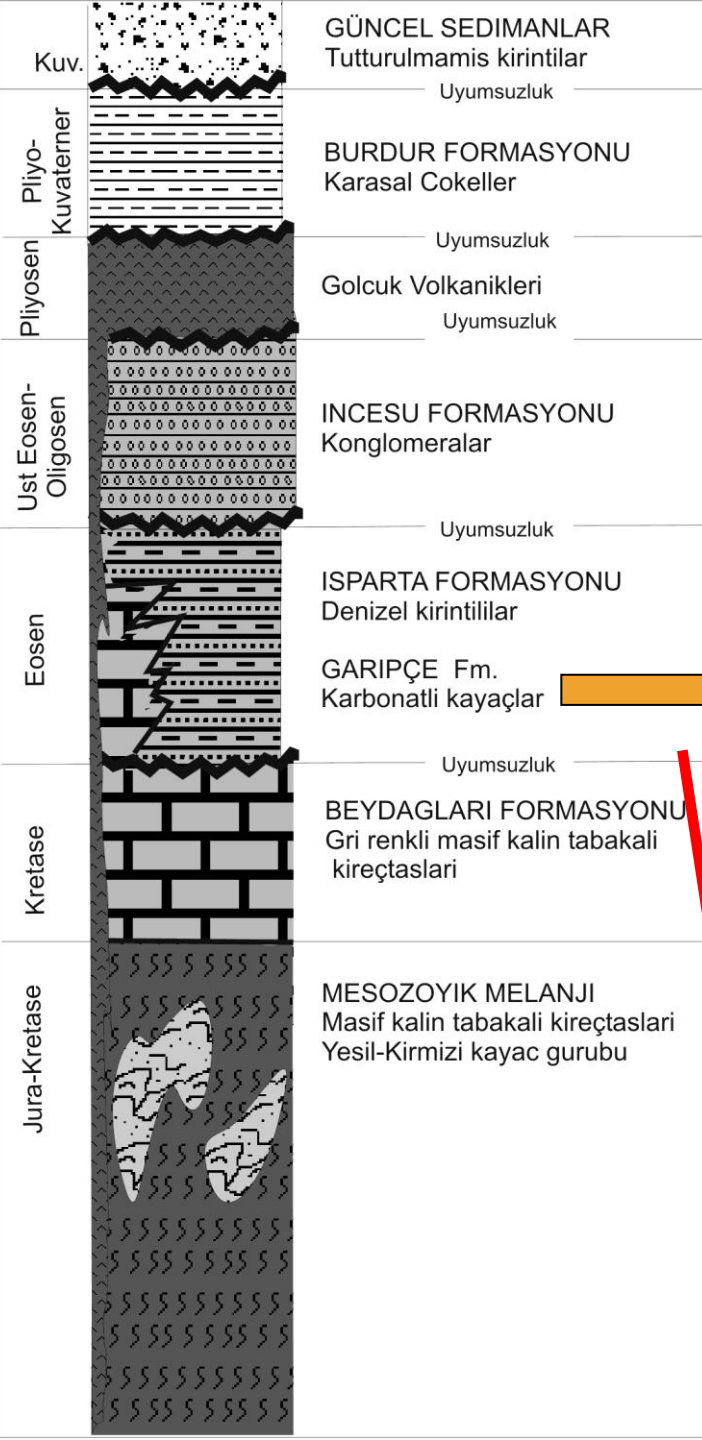 Kuv.
GÜNCEL SEDIMANLAR
Tutturulmamis kirintilar
Uyumsuzluk
Pliyo-
Kuvaterner
BURDUR FORMASYONU
Karasal Cokeller
Uyumsuzluk
Pliyosen
Golcuk Volkanikleri
Uyumsuzluk
Ust Eosen-
Oligosen
INCESU FORMASYONU
Konglomeralar
Uyumsuzluk
Eosen
ISPARTA FORMASYONU
Denizel kirintililar
GARIPÇE Fm.
Karbonatli kayaçlar
Uyumsuzluk
Kretase
BEYDAGLARI FORMASYONU
Gri renkli masif kalin tabakali
kireçtaslari
Jura-Kretase
MESOZOYIK MELANJI
Masif kalin tabakali kireçtaslari
Yesil-Kirmizi kayac gurubu